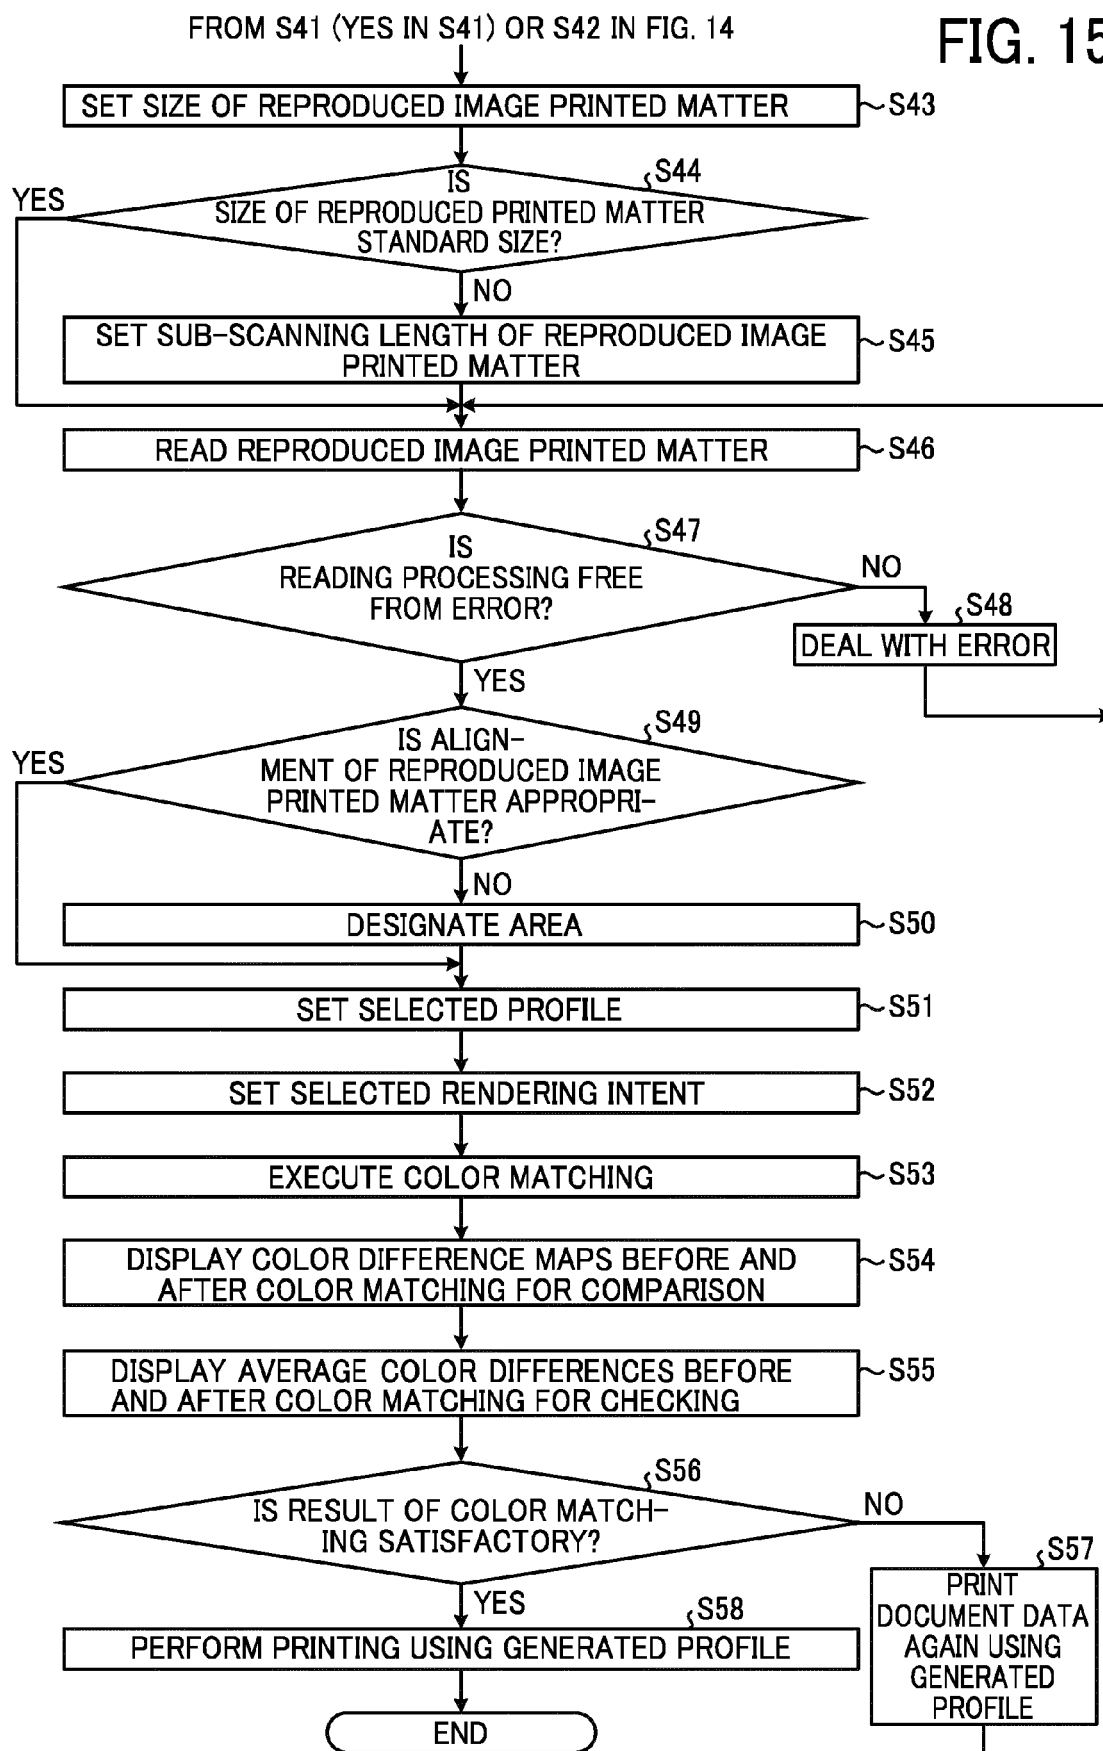 FROM S41 (YES IN S41) OR S42 IN FIG. 14
FIG. 15
SET SIZE OF REPRODUCED IMAGE PRINTED MATTER
S43
S44
YES
IS
SIZE OF REPRODUCED PRINTED MATTER
STANDARD SIZE?
NO
SET SUB-SCANNING LENGTH OF REPRODUCED IMAGE
PRINTED MATTER
S45
READ REPRODUCED IMAGE PRINTED MATTER
S46
S47
IS
READING PROCESSING FREE
FROM ERROR?
NO
S48
DEAL WITH ERROR
YES
S49
YES
IS ALIGN-
MENT OF REPRODUCED IMAGE
PRINTED MATTER APPROPRI-
ATE?
NO
DESIGNATE AREA
S50
SET SELECTED PROFILE
S51
SET SELECTED RENDERING INTENT
S52
EXECUTE COLOR MATCHING
S53
DISPLAY COLOR DIFFERENCE MAPS BEFORE AND
AFTER COLOR MATCHING FOR COMPARISON
S54
DISPLAY AVERAGE COLOR DIFFERENCES BEFORE
AND AFTER COLOR MATCHING FOR CHECKING
S55
S56
IS RESULT OF COLOR MATCH-
ING SATISFACTORY?
NO
S57
PRINT
DOCUMENT DATA
AGAIN USING
GENERATED
PROFILE
YES
S58
PERFORM PRINTING USING GENERATED PROFILE
END